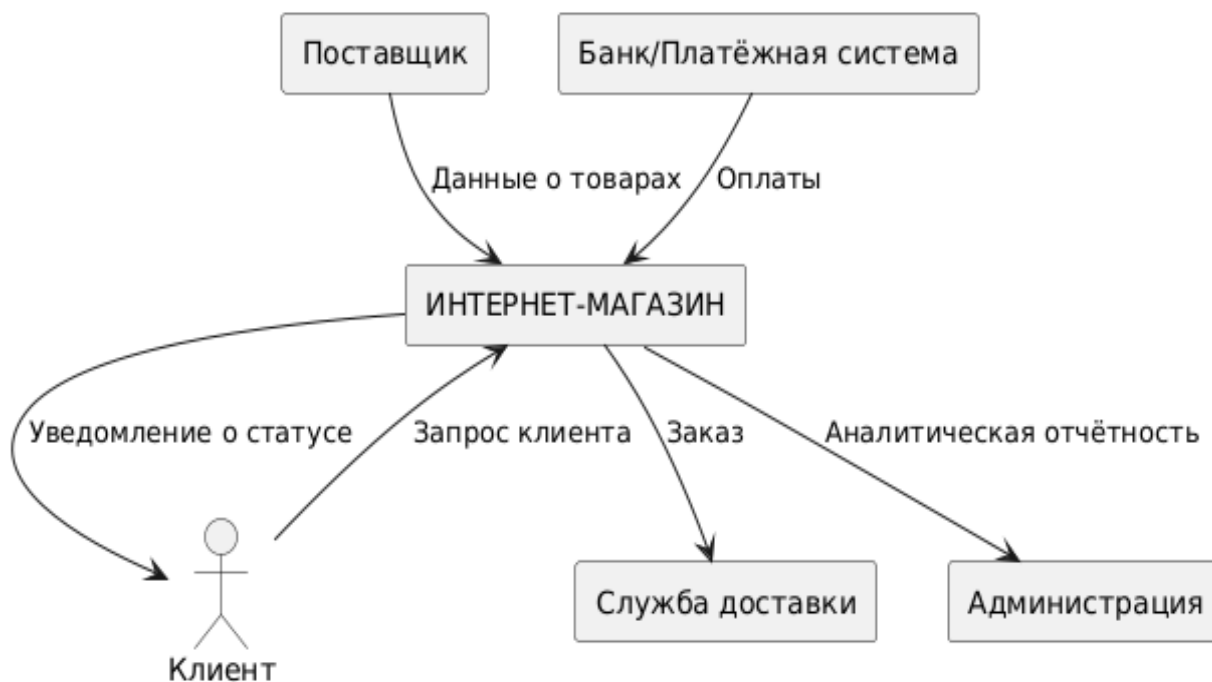 Поставщик
Банк/Платёжная система
Данные о товарах
Оплаты
ИНТЕРНЕТ-МАГАЗИН
Уведомление о статусе
Запрос клиента
Заказ
Аналитическая отчётность
Служба доставки
Администрация
Клиент